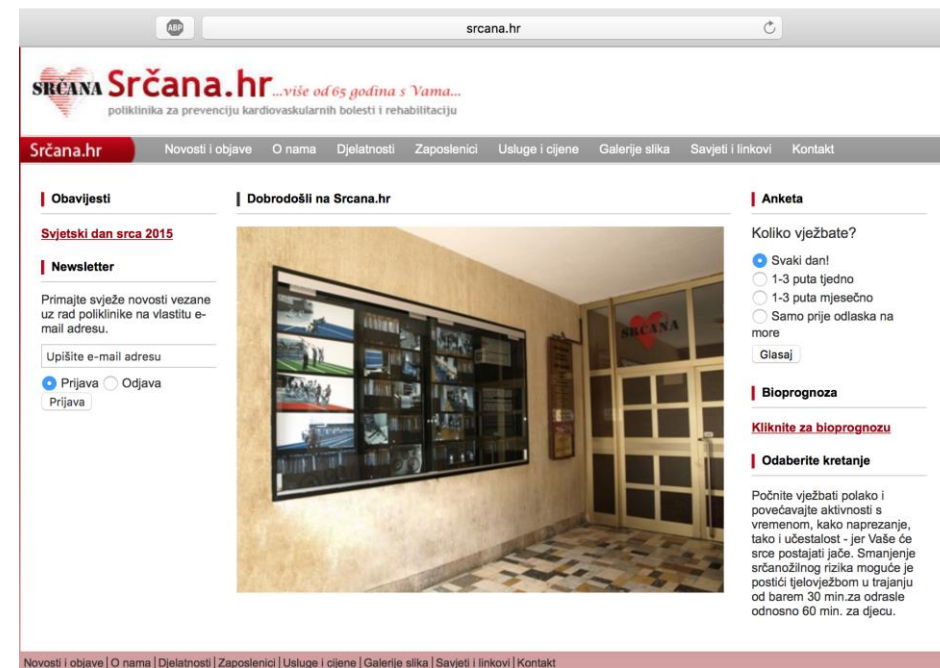 ABP
srcana.hr
SRČANA Srčana.hr...više od 65 godina s Vama...
poliklinika za prevenciju kardiovaskularnih bolesti i rehabilitaciju
Srčana.hr Novosti i objave O nama Djelatnosti Zaposlenici Usluge i cijene Galerije slika Savjeti i linkovi Kontakt
Obavijesti
Svjetski dan srca 2015
Newsletter
Primajte svježe novosti vezane
uz rad poliklinike na vlastitu e-
mail adresu.
Upišite e-mail adresu
Prijava Odjava
Prijava
Dobrodošli na Srcana.hr
SRČANA
Anketa
Koliko vježbate?
Svaki dan!
1-3 puta tjedno
1-3 puta mjesečno
Samo prije odlaska na
more
Glasaj
Bioprognoza
Kliknite za bioprognozu
Odaberite kretanje
Počnite vježbati polako i
povećavajte aktivnosti s
vremenom, kako naprezanje,
tako i učestalost - jer Vaše će
srce postajati jače. Smanjenje
srčanožilnog rizika moguće je
postići tjelovježbom u trajanju
od barem 30 min.za odrasle
odnosno 60 min. za djecu.
Novosti i objave | O nama | Djelatnosti | Zaposlenici | Usluge i cijene | Galerije slika | Savjeti i linkovi | Kontakt